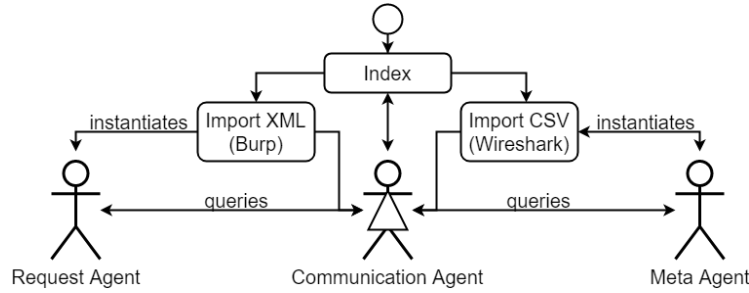 Index
instantiates
Import XML
(Burp)
Import CSV
(Wireshark)
instantiates
queries
queries
Request Agent
Communication Agent
Meta Agent